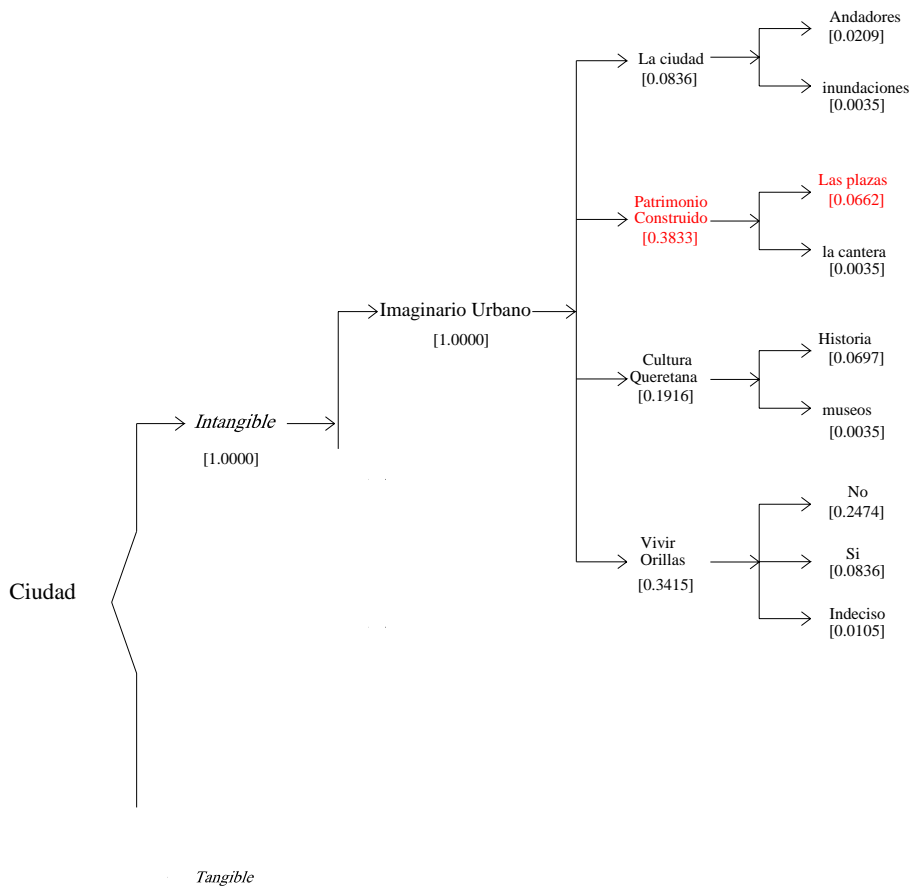 Ciudad
Intangible
[1.0000]
Imaginario Urbano
[1.0000]
La ciudad
[0.0836]
Andadores
[0.0209]
inundaciones
[0.0035]
Patrimonio
Construido
[0.3833]
Las plazas
[0.0662]
la cantera
[0.0035]
Cultura
Queretana
[0.1916]
Historia
[0.0697]
museos
[0.0035]
Vivir
Orillas
[0.3415]
No
[0.2474]
Si
[0.0836]
Indeciso
[0.0105]
Tangible